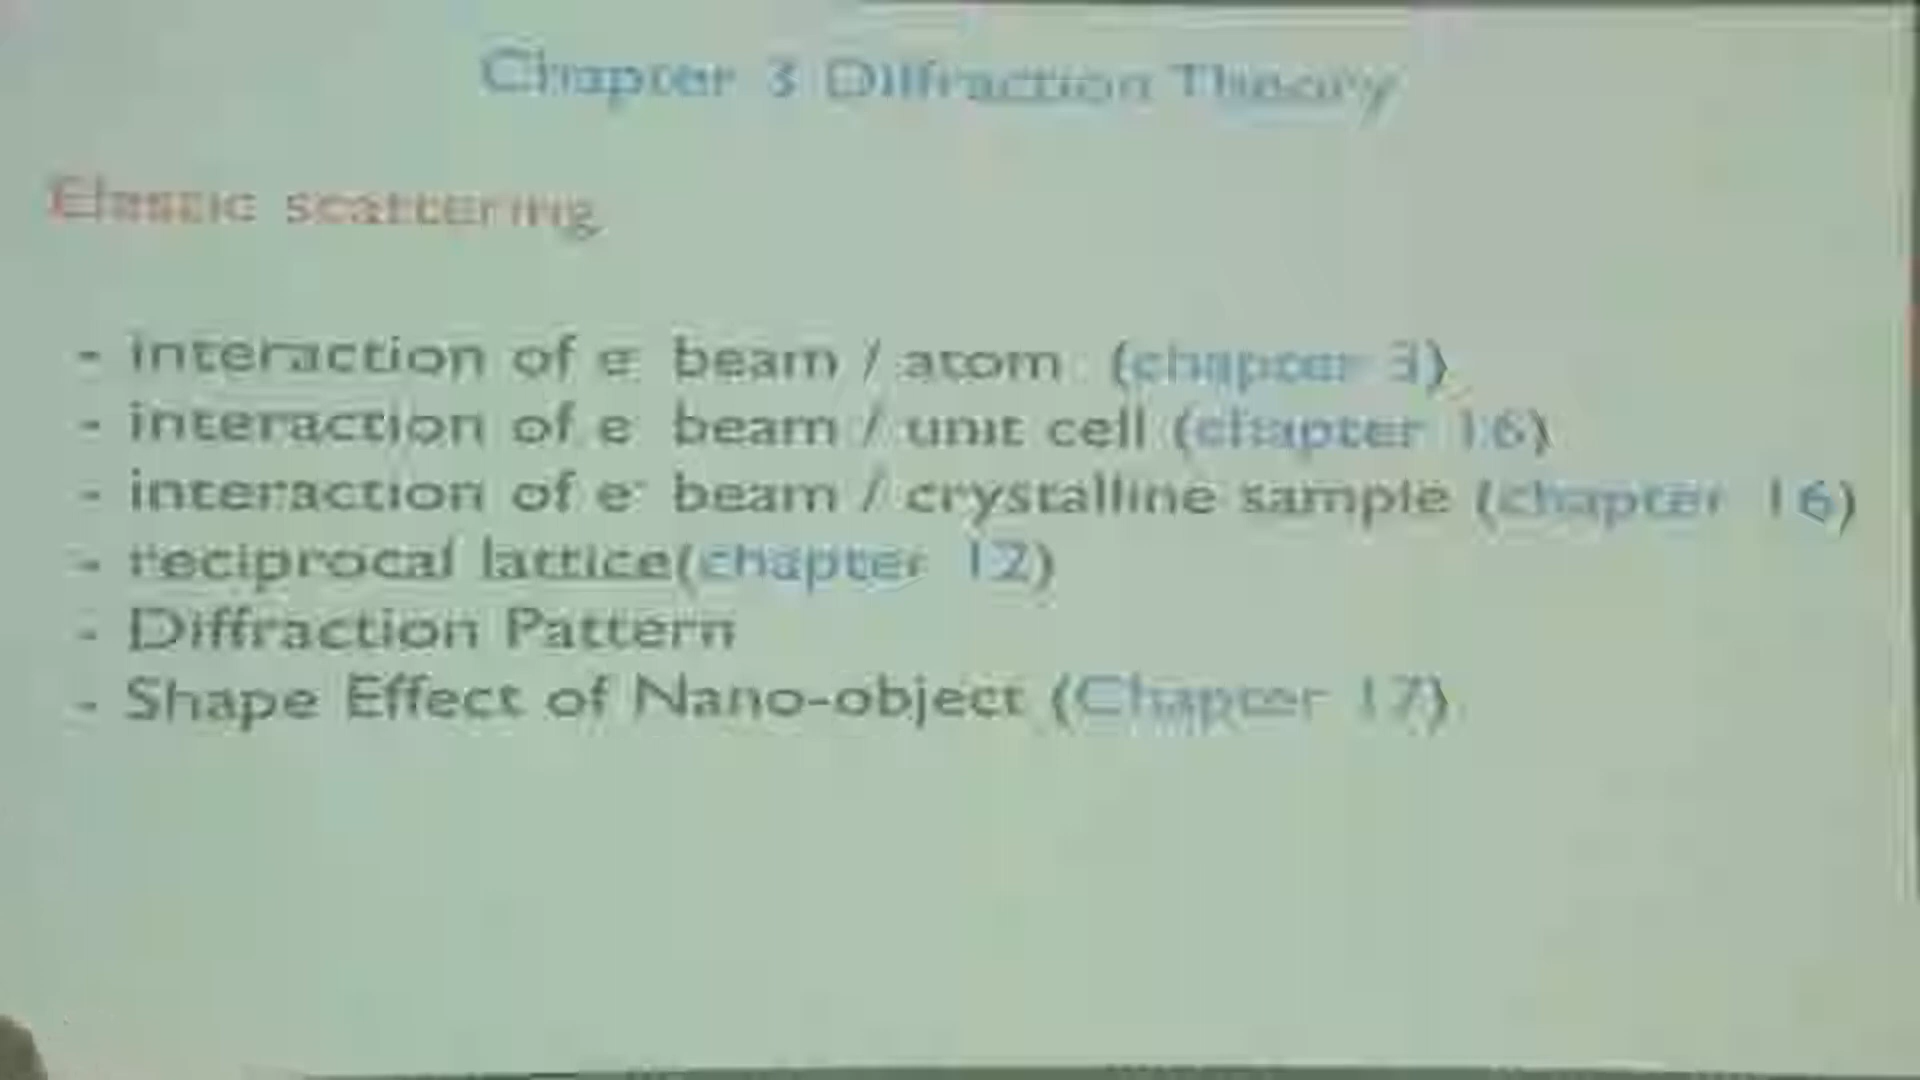 Chapter 3 Diffraction Theory
Elastic scattering
- interaction of e⁻ beam / atom (chapter 3)
- interaction of e⁻ beam / unit cell (chapter 16)
- interaction of e⁻ beam / crystalline sample (chapter 16)
- reciprocal lattice(chapter 12)
- Diffraction Pattern
- Shape Effect of Nano-object (Chapter 17)